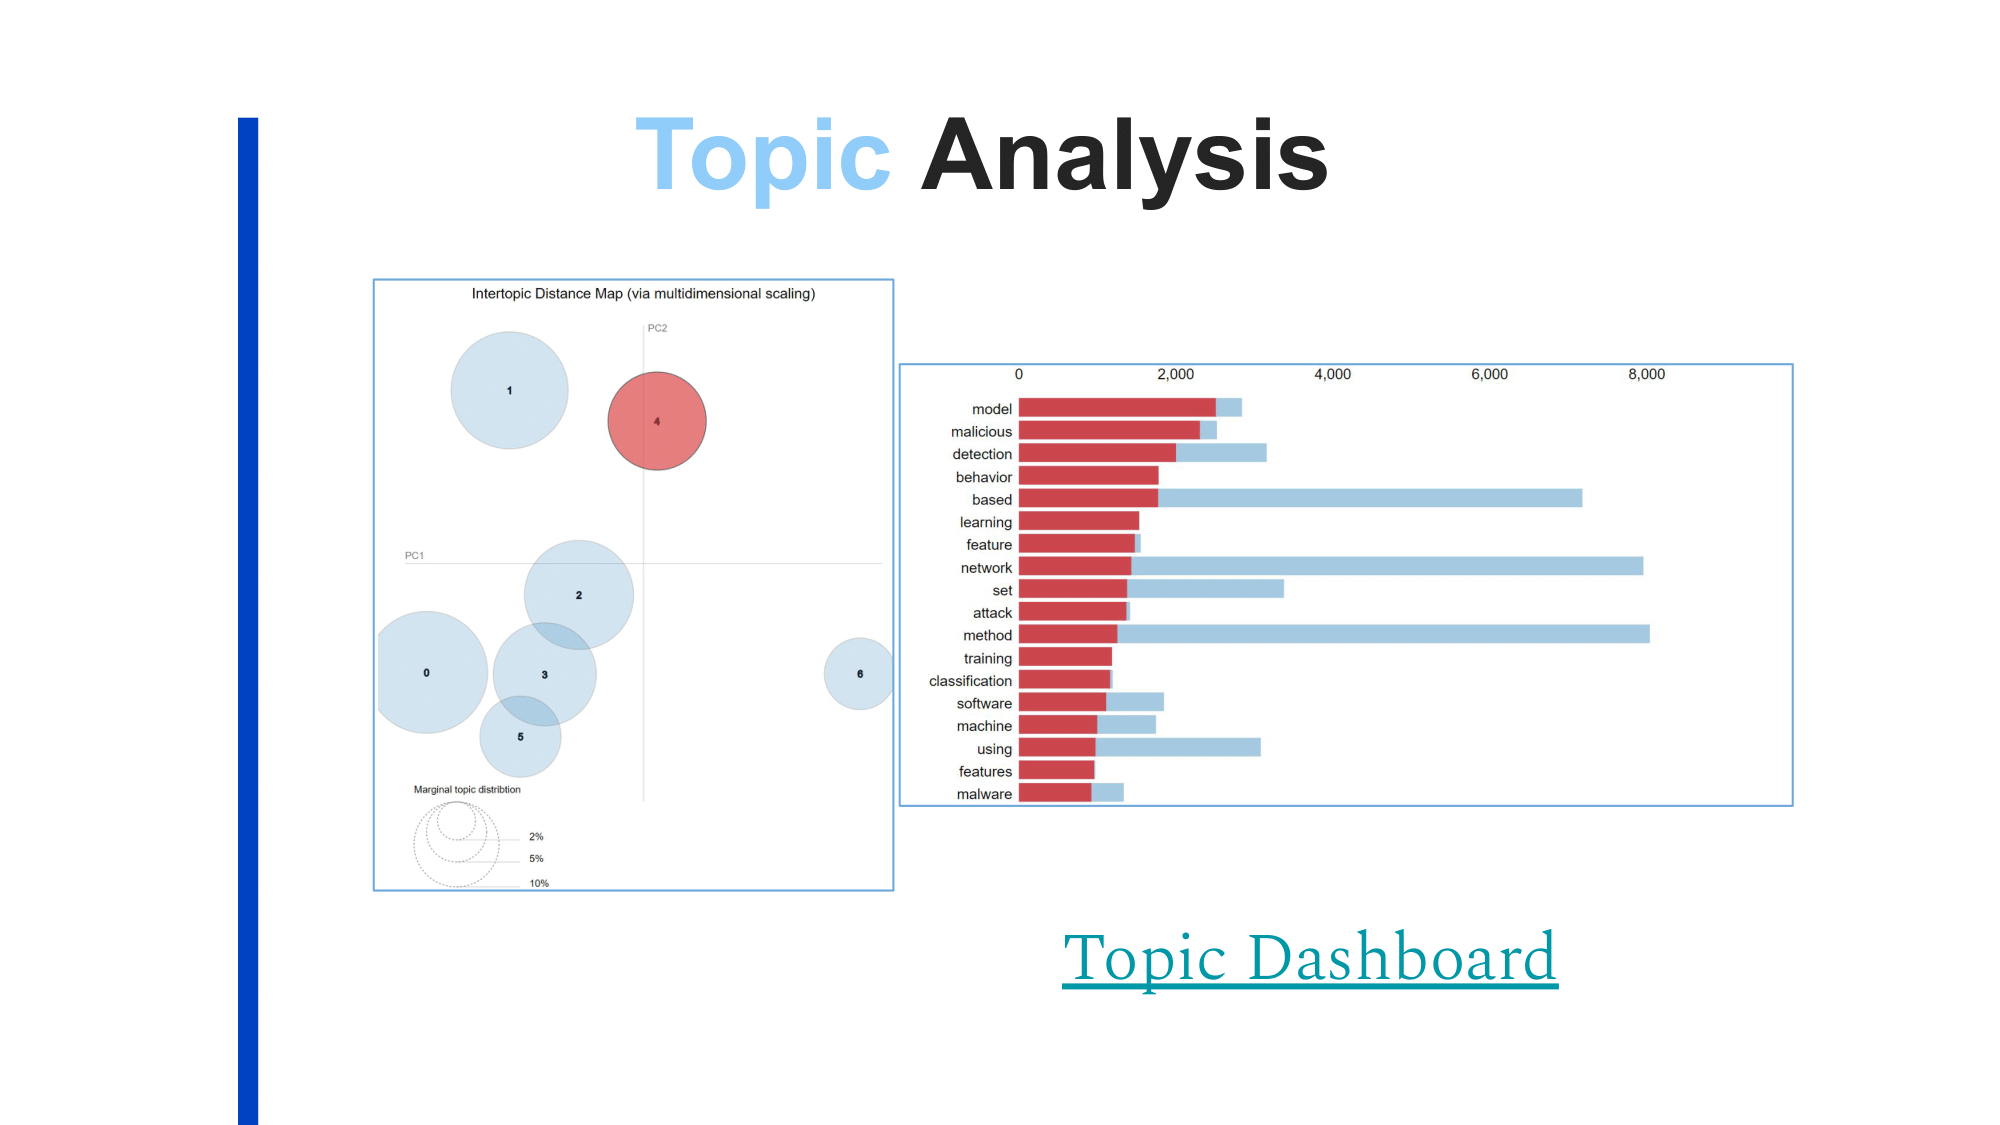 Topic Analysis
Intertopic Distance Map (via multidimensional scaling)
PC2
1
4
PC1
2
0
3
6
5
Marginal topic distribtion
2%
5%
10%
0 2,000 4,000 6,000 8,000
model
malicious
detection
behavior
based
learning
feature
network
set
attack
method
training
classification
software
machine
using
features
malware
Topic Dashboard